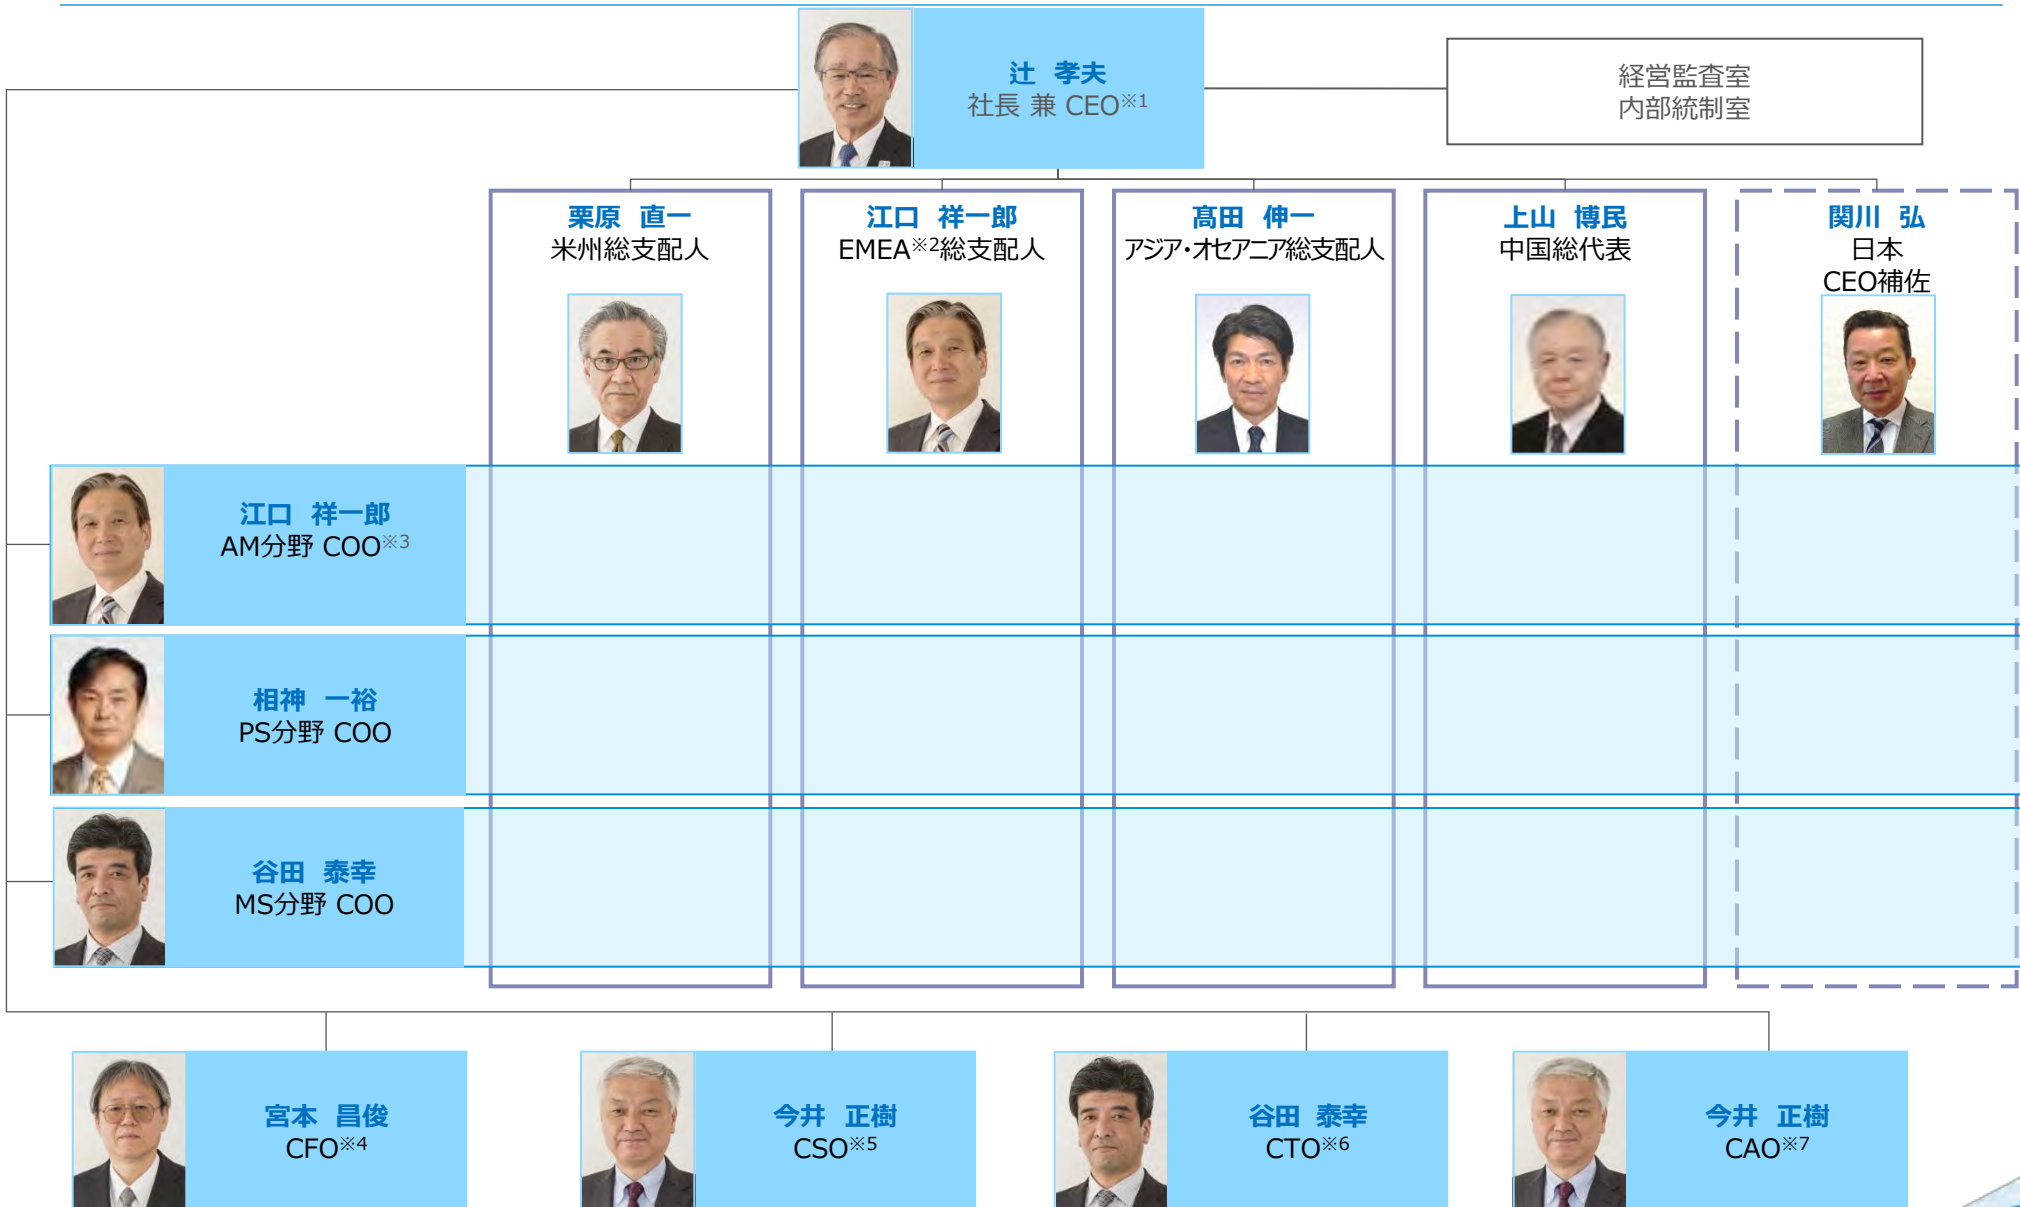 辻 孝夫
社長 兼 CEO※1
経営監査室
内部統制室
栗原 直一
米州総支配人
江口 祥一郎
EMEA※2総支配人
髙田 伸一
アジア・オセアニア総支配人
上山 博民
中国総代表
関川 弘
日本
CEO補佐
江口 祥一郎
AM分野 COO※3
相神 一裕
PS分野 COO
谷田 泰幸
MS分野 COO
宮本 昌俊
CFO※4
今井 正樹
CSO※5
谷田 泰幸
CTO※6
今井 正樹
CAO※7